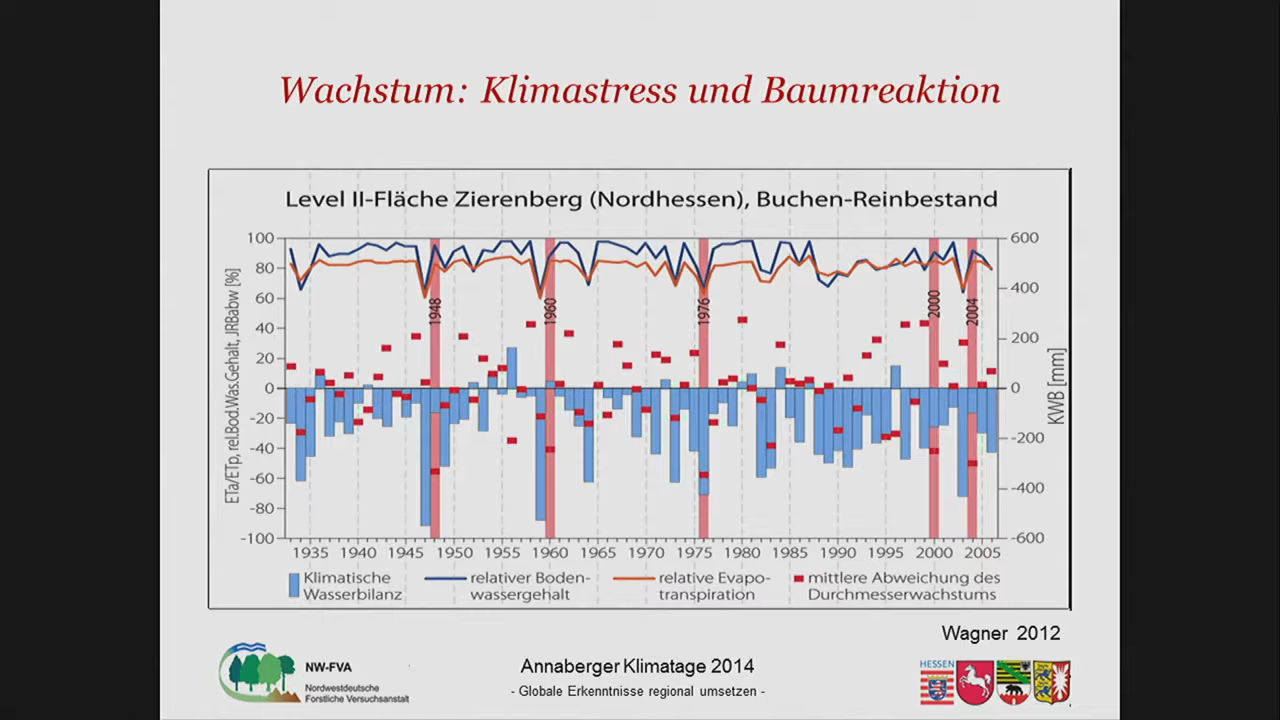 Wachstum: Klimastress und Baumreaktion
Level II-Fläche Zierenberg (Nordhessen), Buchen-Reinbestand
ETa/ETp, rel.Bod.Was.Gehalt, JRBabw [%]
100
80
60
40
20
0
-20
-40
-60
-80
-100
1948
1960
1976
2000
2004
600
400
200
0
-200
-400
-600
KWB [mm]
1935 1940 1945 1950 1955 1960 1965 1970 1975 1980 1985 1990 1995 2000 2005
Klimatische
Wasserbilanz
relativer Boden-
wassergehalt
relative Evapo-
transpiration
mittlere Abweichung des
Durchmesserwachstums
Wagner 2012
NW-FVA
Nordwestdeutsche
Forstliche Versuchsanstalt
Annaberger Klimatage 2014
- Globale Erkenntnisse regional umsetzen -
HESSEN